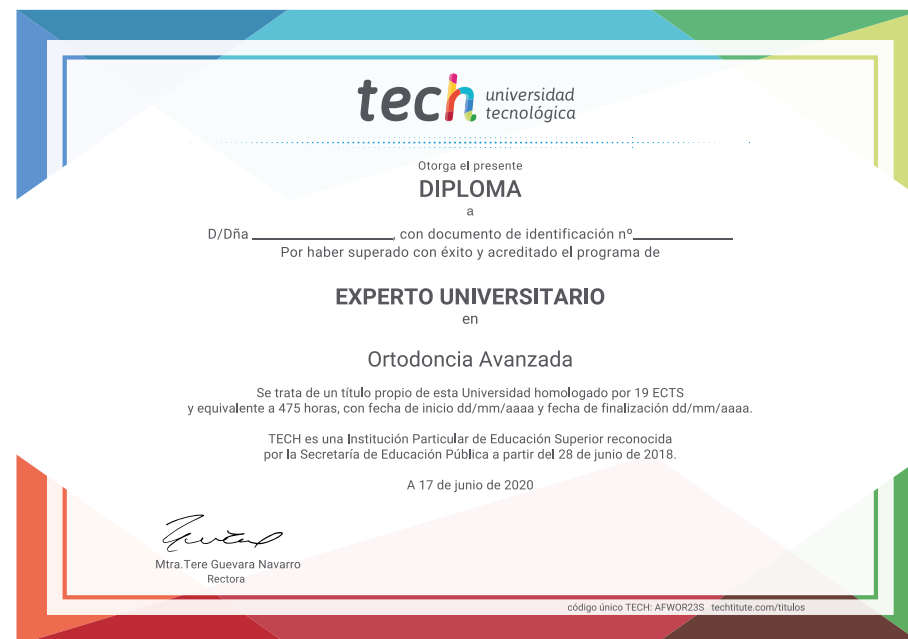 tech universidad
tecnológica
Otorga el presente
DIPLOMA
a
D/Dña , con documento de identificación nº
Por haber superado con éxito y acreditado el programa de
EXPERTO UNIVERSITARIO
en
Ortodoncia Avanzada
Se trata de un título propio de esta Universidad homologado por 19 ECTS
y equivalente a 475 horas, con fecha de inicio dd/mm/aaaa y fecha de finalización dd/mm/aaaa.
TECH es una Institución Particular de Educación Superior reconocida
por la Secretaría de Educación Pública a partir del 28 de junio de 2018.
A 17 de junio de 2020
Mtra.Tere Guevara Navarro
Rectora
código único TECH: AFWOR23S techtitute.com/titulos